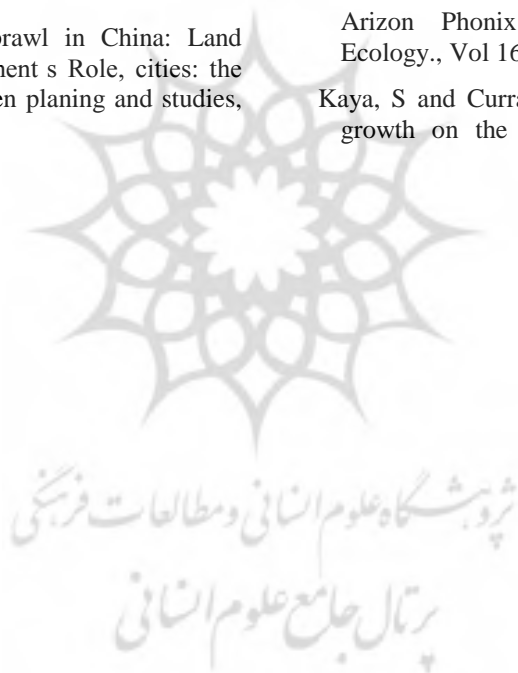 prawl in China: Land
ment s Role, cities: the
en planing and studies,
Arizon Phonix
Ecology., Vol 16
Kaya, S and Curra
growth on the
پژوهشگاه علوم انسانی و مطالعات فرهنگی
پرتال جامع علوم انسانی